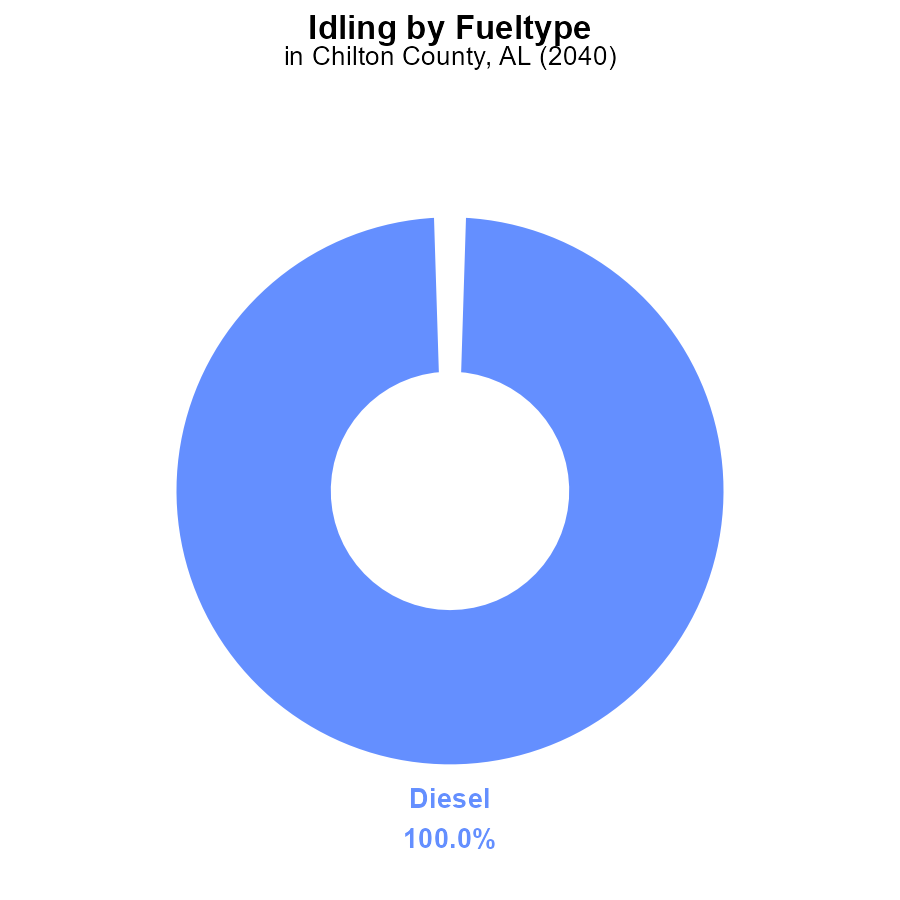 Idling by Fueltype
in Chilton County, AL (2040)
Diesel
100.0%